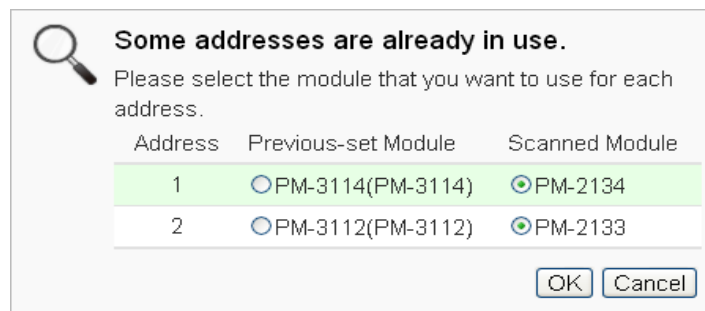 Some addresses are already in use.
Please select the module that you want to use for each
address.
Address Previous-set Module Scanned Module
1 PM-3114(PM-3114) PM-2134
2 PM-3112(PM-3112) PM-2133
OK Cancel